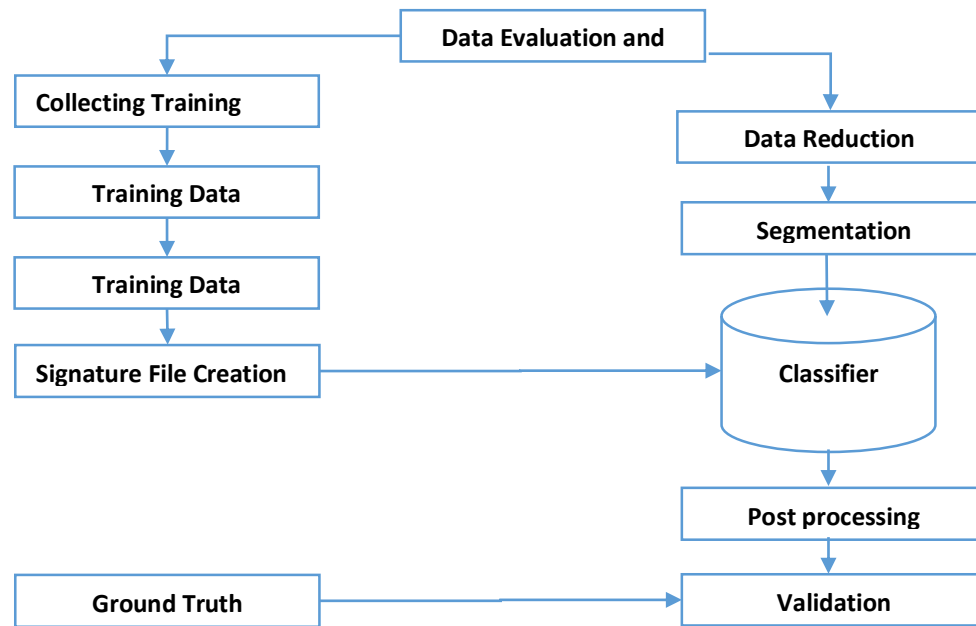 Data Evaluation and
Collecting Training
Data Reduction
Training Data
Segmentation
Training Data
Signature File Creation
Classifier
Post processing
Ground Truth
Validation